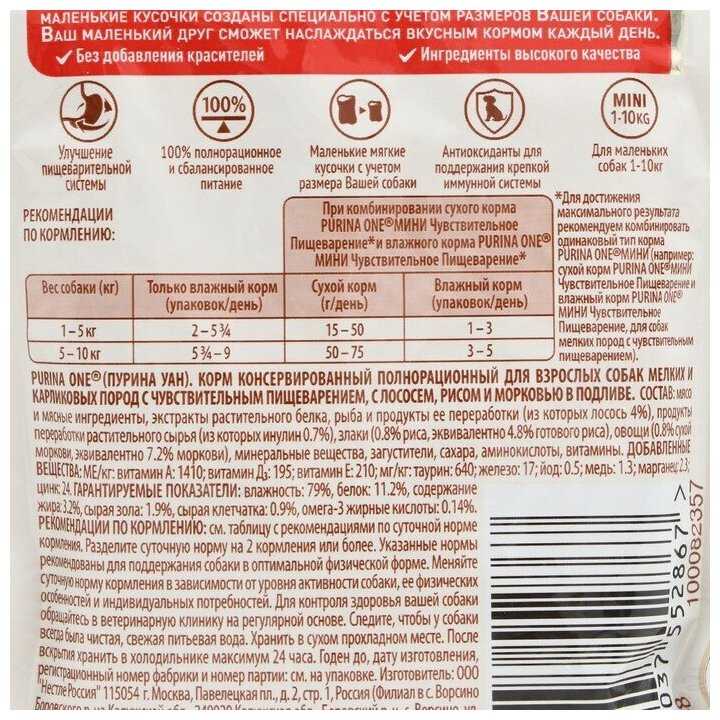 МАЛЕНЬКИЕ КУСОЧКИ СОЗДАНЫ СПЕЦИАЛЬНО С УЧЕТОМ РАЗМЕРОВ ВАШЕЙ СОБАКИ.
ВАШ МАЛЕНЬКИЙ ДРУГ СМОЖЕТ НАСЛАЖДАТЬСЯ ВКУСНЫМ КОРМОМ КАЖДЫЙ ДЕНЬ.
✓ Без добавления красителей ✓ Ингредиенты высокого качества
100%
MINI
1-10KG
Улучшение
пищеварительной
системы
100% полнорационное
и сбалансированное
питание
Маленькие мягкие
кусочки с учетом
размера Вашей собаки
Антиоксиданты для
поддержания крепкой
иммунной системы
Для маленьких
собак 1-10кг
РЕКОМЕНДАЦИИ
ПО КОРМЛЕНИЮ:
При комбинировании сухого корма
PURINA ONE® МИНИ Чувствительное
Пищеварение* и влажного корма PURINA ONE®
МИНИ Чувствительное Пищеварение*
Вес собаки (кг) Только влажный корм (упаковок/день) Сухой корм (г/день) Влажный корм (упаковок/день)
1 – 5 кг 2 – 5 ¾ 15 – 50 1 – 3
5 – 10 кг 5 ¾ – 9 50 – 75 3 – 5
*Для достижения
максимального результата
рекомендуем комбинировать
одинаковый тип корма
PURINA ONE® МИНИ (например:
сухой корм PURINA ONE® МИНИ
Чувствительное Пищеварение и
влажный корм PURINA ONE®
МИНИ Чувствительное
Пищеварение, для собак
мелких пород с чувствительным
пищеварением).
PURINA ONE® (ПУРИНА УАН). КОРМ КОНСЕРВИРОВАННЫЙ ПОЛНОРАЦИОННЫЙ ДЛЯ ВЗРОСЛЫХ СОБАК МЕЛКИХ И
КАРЛИКОВЫХ ПОРОД С ЧУВСТВИТЕЛЬНЫМ ПИЩЕВАРЕНИЕМ, С ЛОСОСЕМ, РИСОМ И МОРКОВЬЮ В ПОДЛИВЕ. СОСТАВ: мясо
и мясные ингредиенты, экстракты растительного белка, рыба и продукты ее переработки (из которых лосось 4%), продукты
переработки растительного сырья (из которых инулин 0.7%), злаки (0.8% риса, эквивалентно 4.8% готового риса), овощи (0.8% сухой
моркови, эквивалентно 7.2% моркови), минеральные вещества, загустители, сахара, аминокислоты, витамины. ДОБАВЛЕННЫЕ
ВЕЩЕСТВА: МЕ/кг: витамин А: 1410; витамин Д₃: 195; витамин Е: 210; мг/кг: таурин: 640; железо: 17; йод: 0.5; медь: 1.3; марганец: 2.3;
цинк: 24. ГАРАНТИРУЕМЫЕ ПОКАЗАТЕЛИ: влажность: 79%, белок: 11.2%, содержание
жира: 3.2%, сырая зола: 1.9%, сырая клетчатка: 0.9%, омега-3 жирные кислоты: 0.14%.
РЕКОМЕНДАЦИИ ПО КОРМЛЕНИЮ: см. таблицу с рекомендациями по суточной норме
кормления. Разделите суточную норму на 2 кормления или более. Указанные нормы
рекомендованы для поддержания собаки в оптимальной физической форме. Меняйте
суточную норму кормления в зависимости от уровня активности собаки, ее физических
особенностей и индивидуальных потребностей. Для контроля здоровья вашей собаки
обращайтесь в ветеринарную клинику на регулярной основе. Следите, чтобы у собаки
всегда была чистая, свежая питьевая вода. Хранить в сухом прохладном месте. После
вскрытия хранить в холодильнике максимум 24 часа. Годен до, дату изготовления,
регистрационный номер фабрики и номер партии: см. на упаковке. Изготовитель: ООО
"Нестле Россия" 115054 г. Москва, Павелецкая пл., д. 2, стр. 1, Россия (Филиал в с. Ворсино
037 552867 >
100082357
8